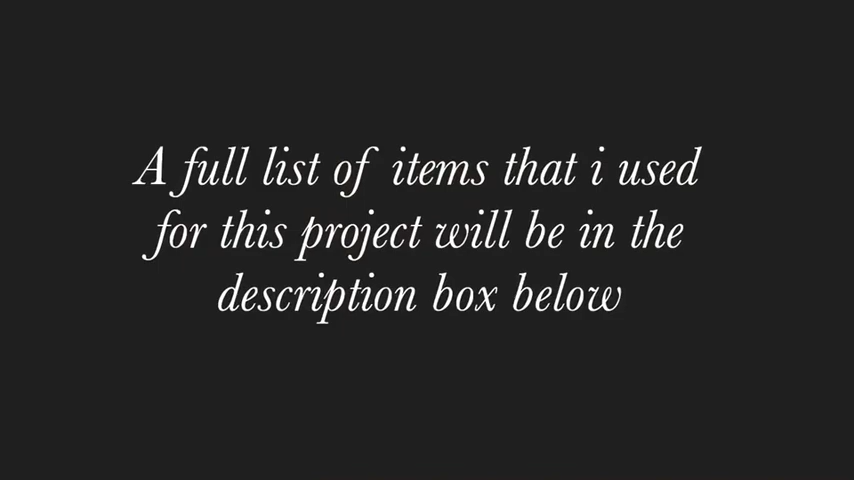 A full list of items that i used
for this project will be in the
description box below